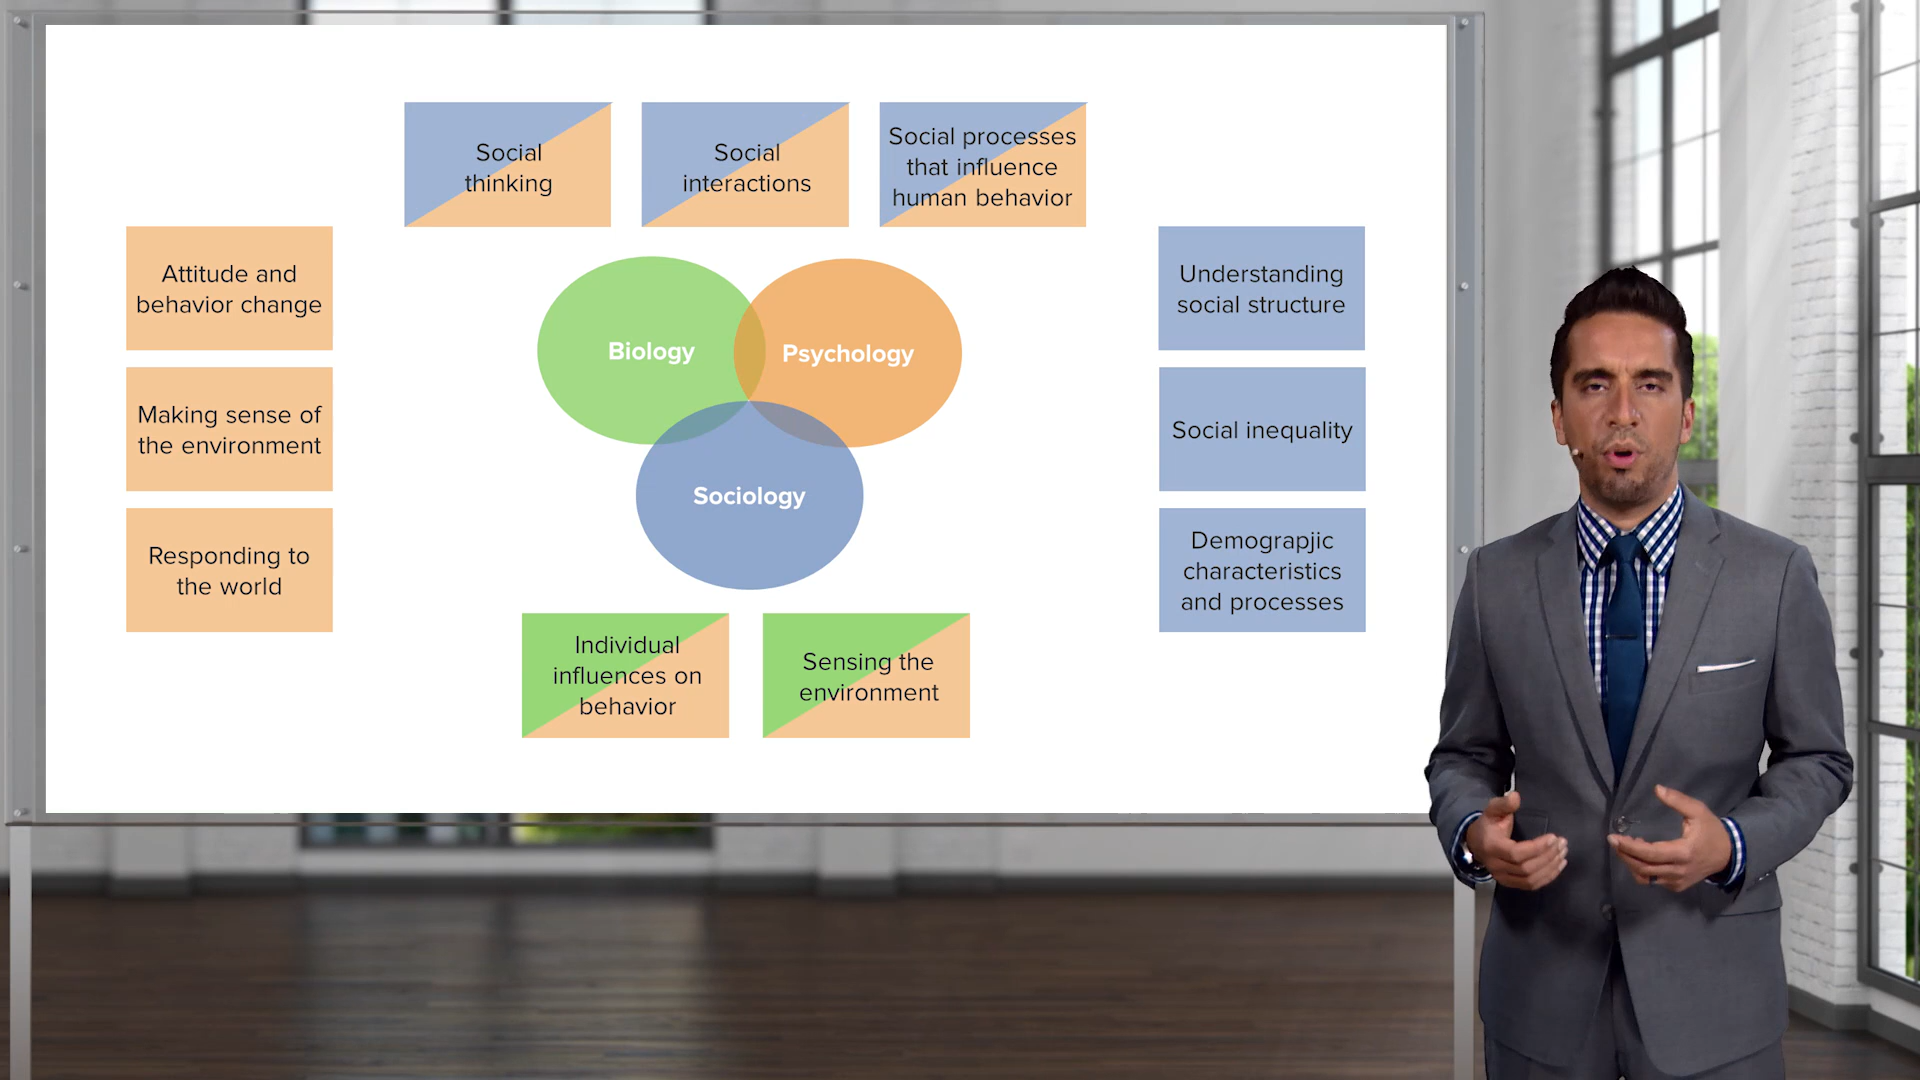 Social
thinking
Social
interactions
Social processes
that influence
human behavior
Attitude and
behavior change
Making sense of
the environment
Responding to
the world
Biology
Psychology
Sociology
Understanding
social structure
Social inequality
Demograpjic
characteristics
and processes
Individual
influences on
behavior
Sensing the
environment